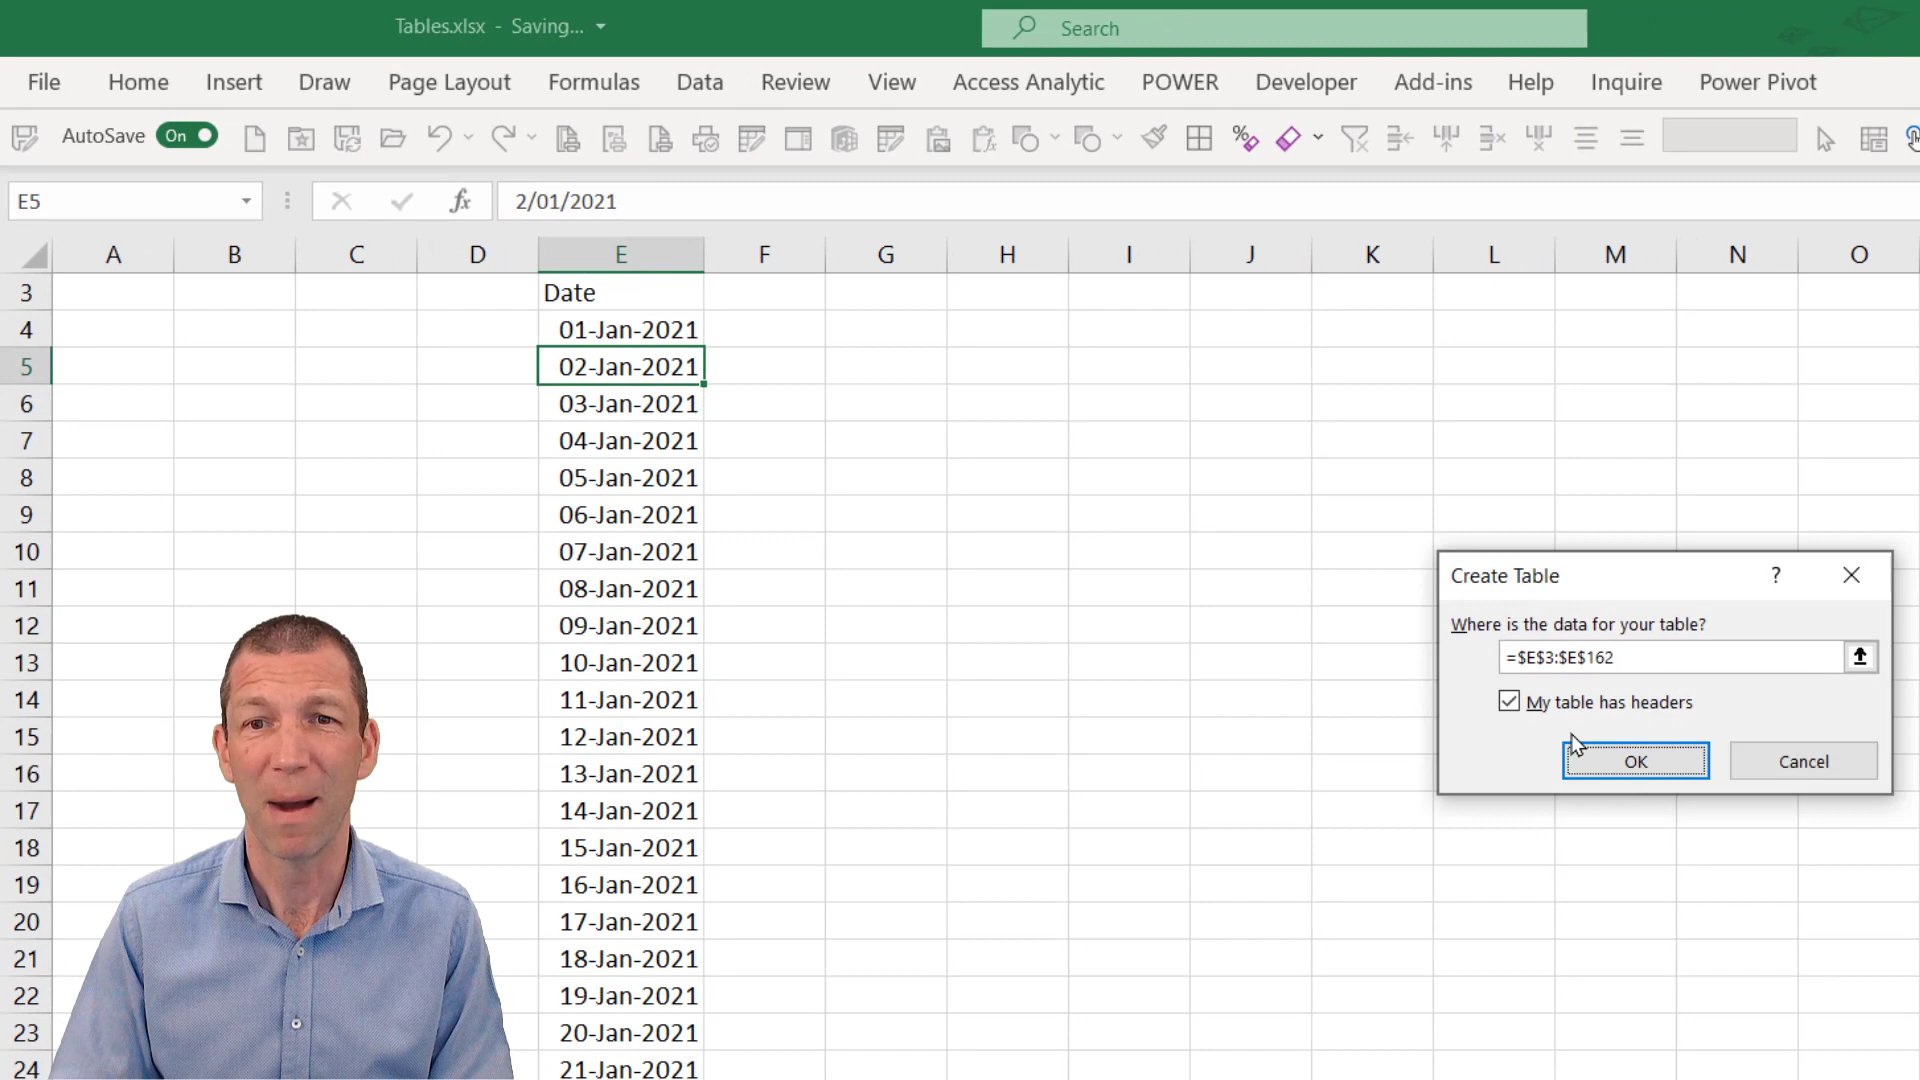 Tables.xlsx - Saving...
Search
File Home Insert Draw Page Layout Formulas Data Review View Access Analytic POWER Developer Add-ins Help Inquire Power Pivot
AutoSave On
E5 fx 2/01/2021
A B C D E F G H I J K L M N O
3 Date
4 01-Jan-2021
5 02-Jan-2021
6 03-Jan-2021
7 04-Jan-2021
8 05-Jan-2021
9 06-Jan-2021
10 07-Jan-2021
11 08-Jan-2021
12 09-Jan-2021
13 10-Jan-2021
14 11-Jan-2021
15 12-Jan-2021
16 13-Jan-2021
17 14-Jan-2021
18 15-Jan-2021
19 16-Jan-2021
20 17-Jan-2021
21 18-Jan-2021
22 19-Jan-2021
23 20-Jan-2021
24 21-Jan-2021
Create Table ?
Where is the data for your table?
=$E$3:$E$162
My table has headers
OK Cancel